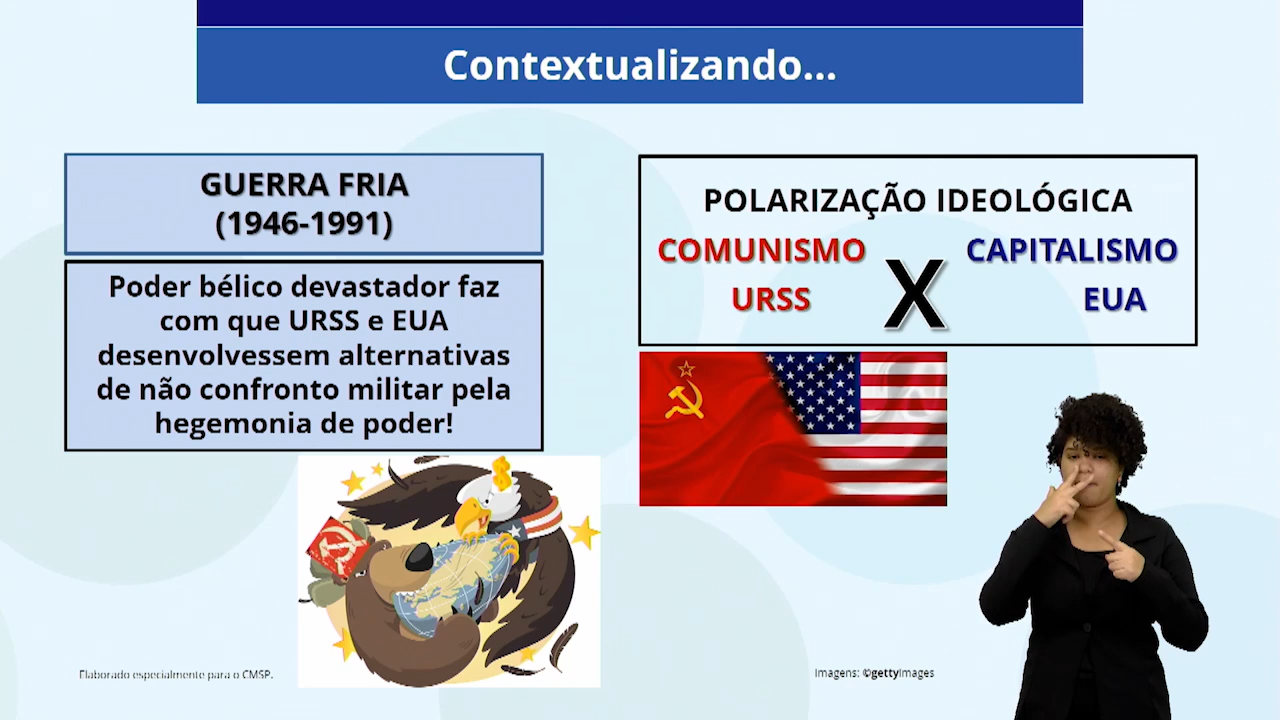 Contextualizando...
GUERRA FRIA
(1946-1991)
Poder bélico devastador faz
com que URSS e EUA
desenvolvessem alternativas
de não confronto militar pela
hegemonia de poder!
POLARIZAÇÃO IDEOLÓGICA
COMUNISMO X CAPITALISMO
URSS EUA
Elaborado especialmente para o CMSP.
Imagens: ©gettyimages